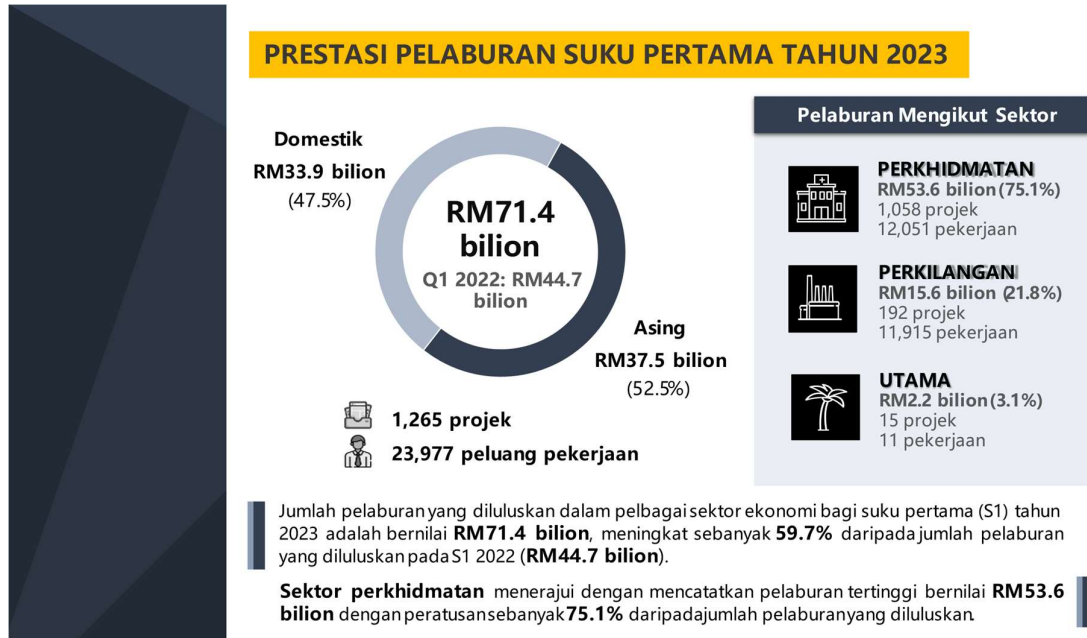 PRESTASI PELABURAN SUKU PERTAMA TAHUN 2023
Domestik
RM33.9 bilion
(47.5%)
RM71.4
bilion
Q1 2022: RM44.7
bilion
Asing
RM37.5 bilion
(52.5%)
1,265 projek
23,977 peluang pekerjaan
Pelaburan Mengikut Sektor
PERKHIDMATAN
RM53.6 bilion (75.1%)
1,058 projek
12,051 pekerjaan
PERKILANGAN
RM15.6 bilion (21.8%)
192 projek
11,915 pekerjaan
UTAMA
RM2.2 bilion (3.1%)
15 projek
11 pekerjaan
Jumlah pelaburan yang diluluskan dalam pelbagai sektor ekonomi bagi suku pertama (S1) tahun
2023 adalah bernilai RM71.4 bilion, meningkat sebanyak 59.7% daripada jumlah pelaburan
yang diluluskan pada S1 2022 (RM44.7 bilion).
Sektor perkhidmatan menerajui dengan mencatatkan pelaburan tertinggi bernilai RM53.6
bilion dengan peratusan sebanyak 75.1% daripada jumlah pelaburan yang diluluskan.